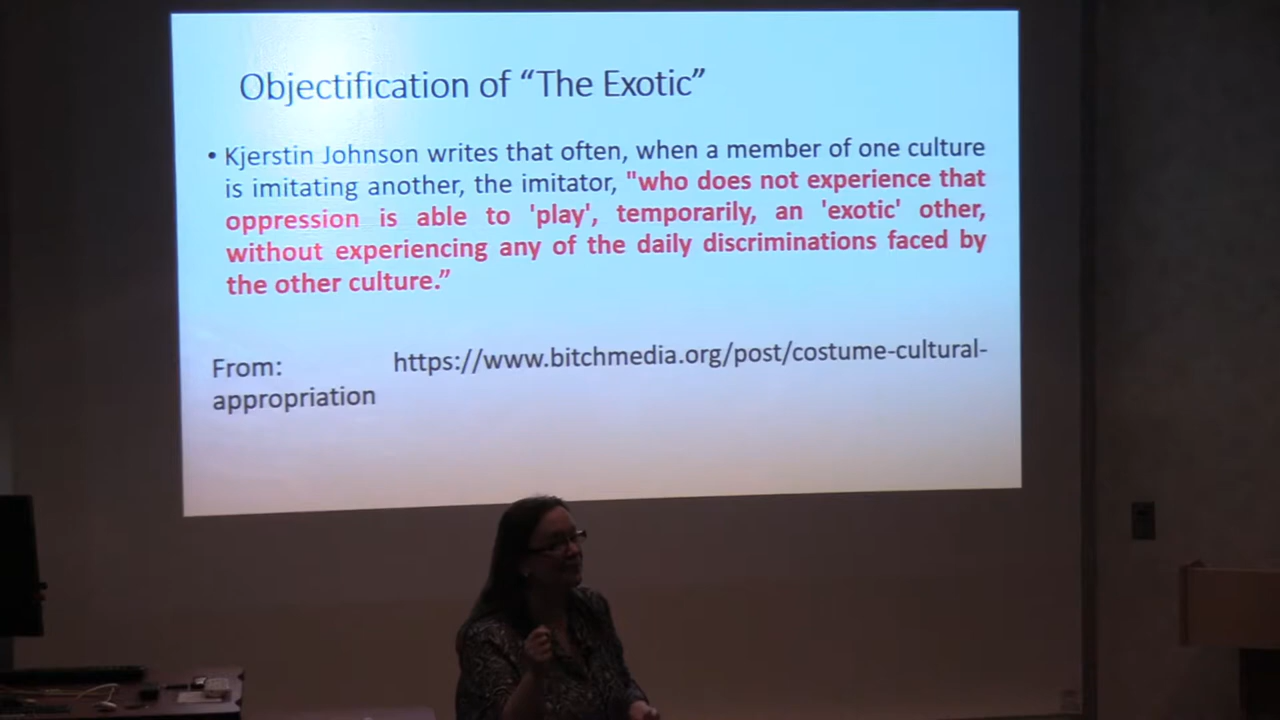 Objectification of “The Exotic”
• Kjerstin Johnson writes that often, when a member of one culture
is imitating another, the imitator, "who does not experience that
oppression is able to 'play', temporarily, an 'exotic' other,
without experiencing any of the daily discriminations faced by
the other culture.”
From: https://www.bitchmedia.org/post/costume-cultural-
appropriation